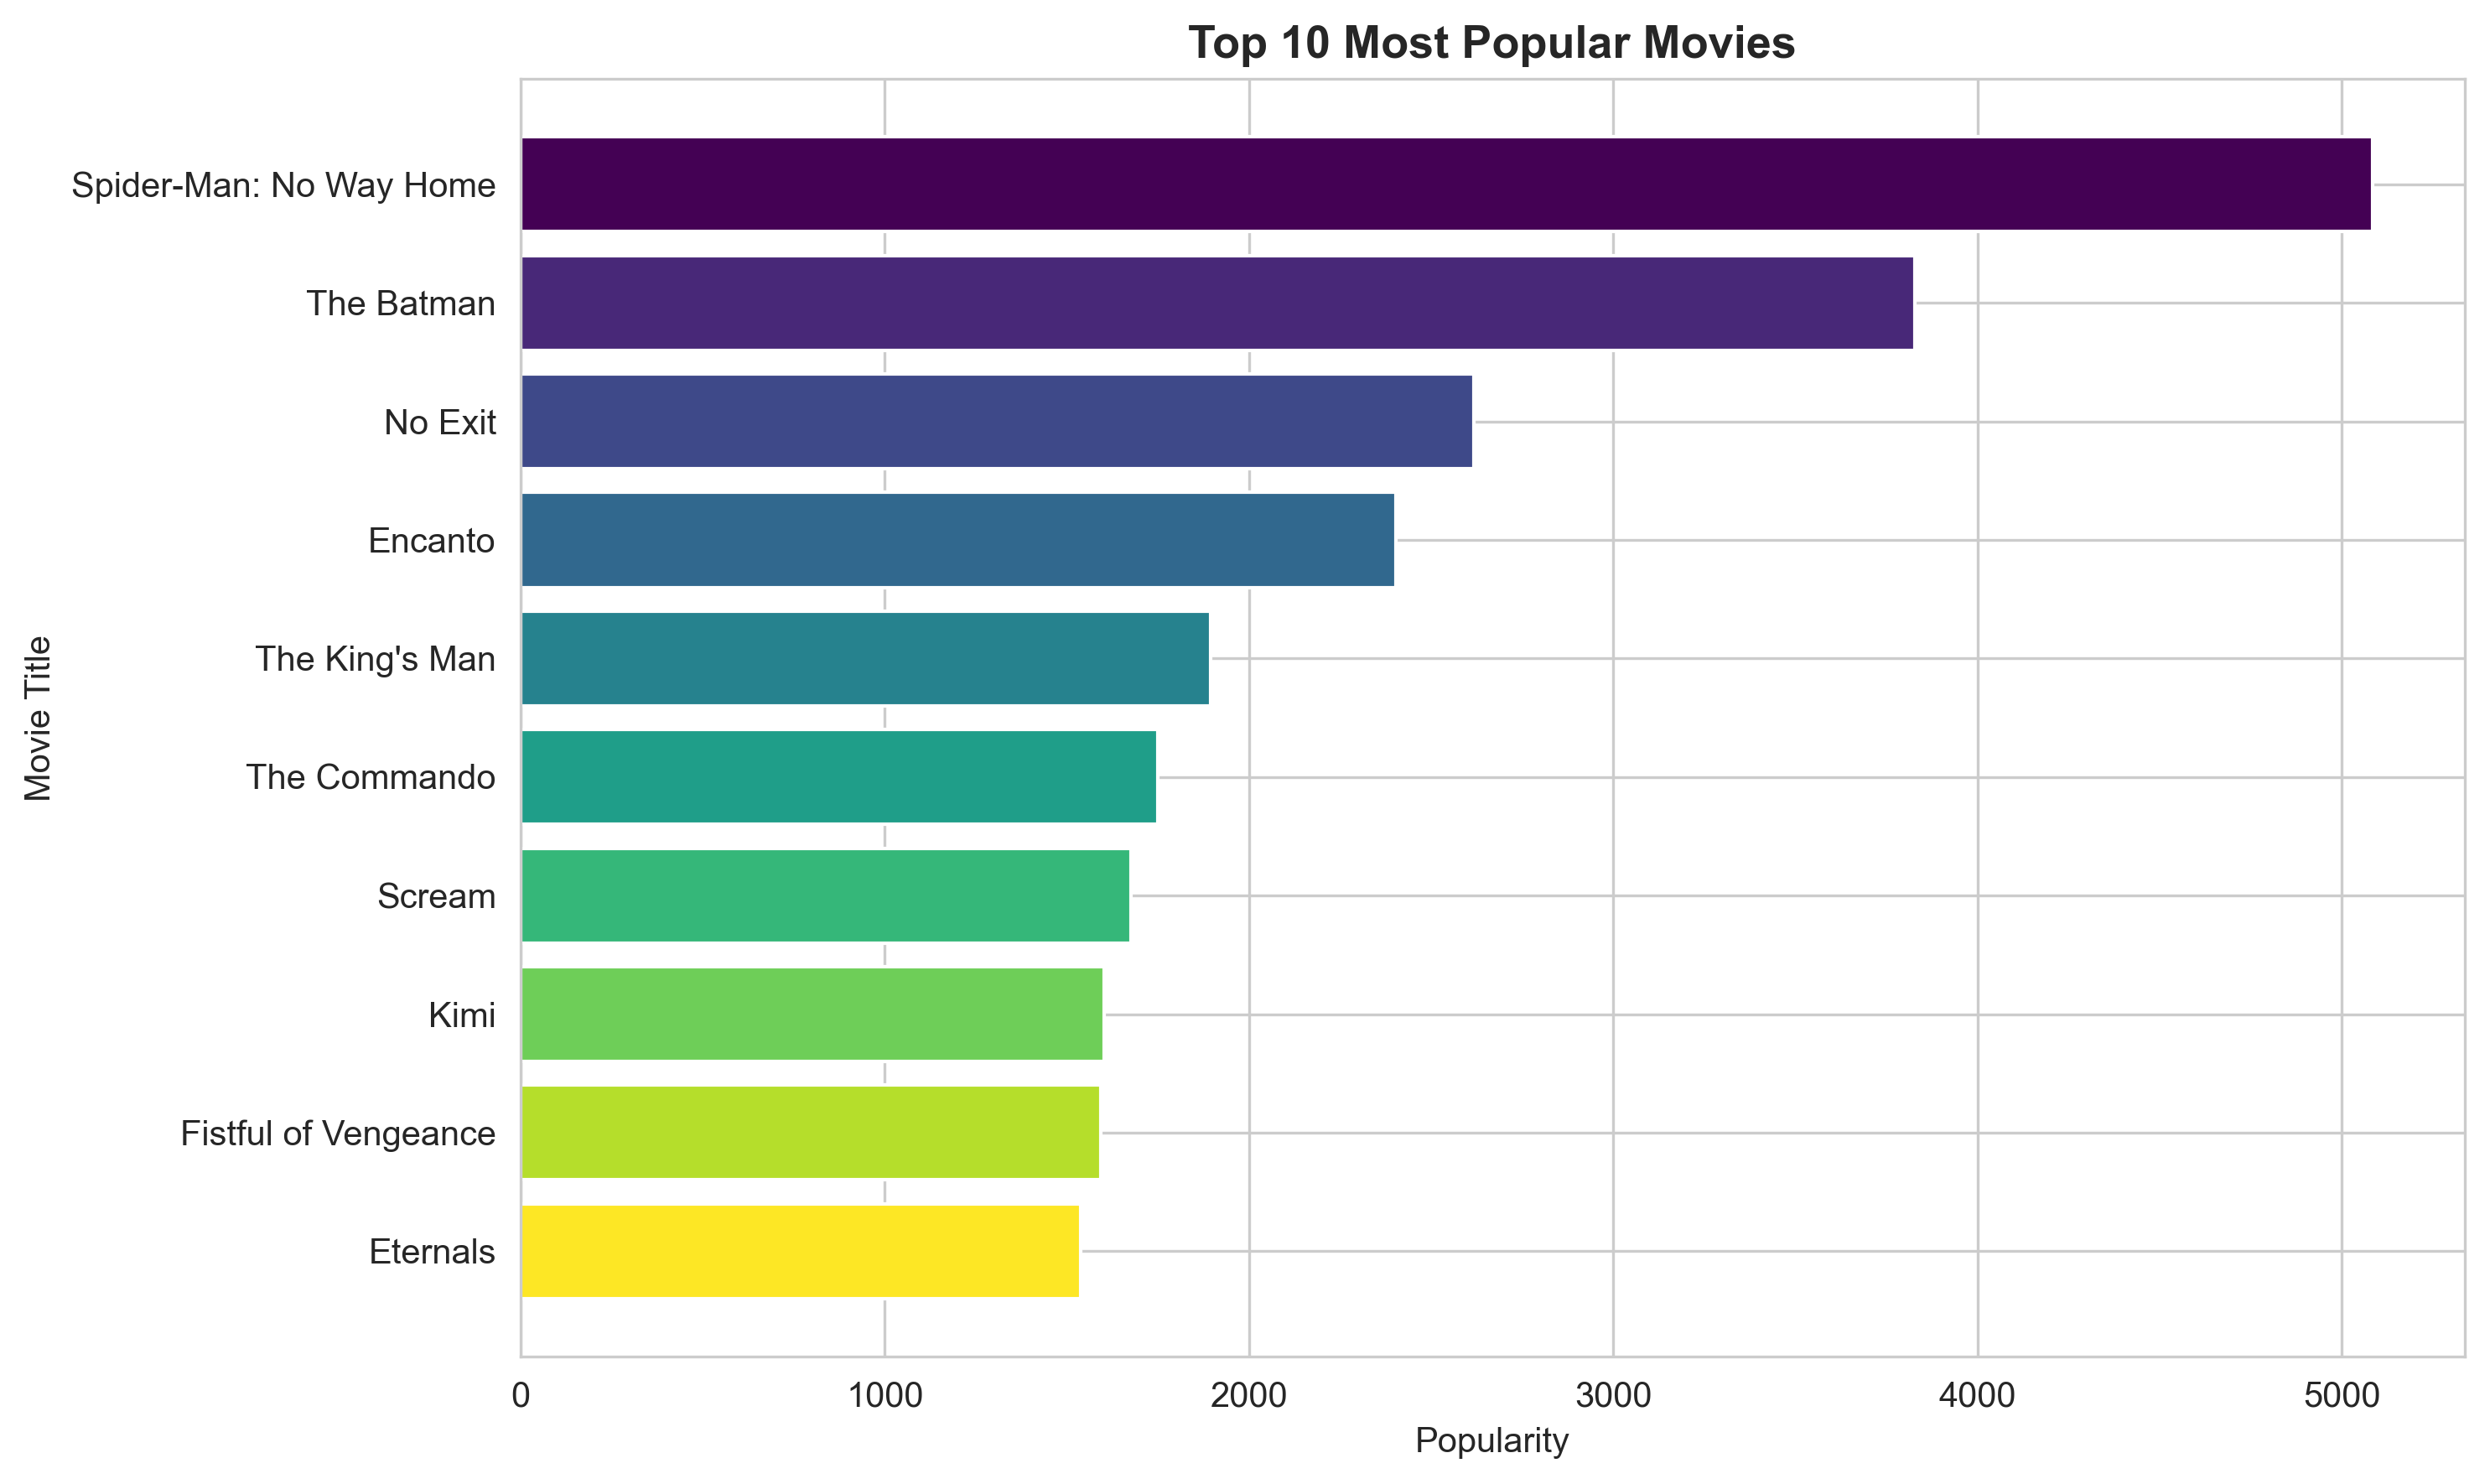 Top 10 Most Popular Movies
Movie Title
Spider-Man: No Way Home
The Batman
No Exit
Encanto
The King's Man
The Commando
Scream
Kimi
Fistful of Vengeance
Eternals
0 1000 2000 3000 4000 5000
Popularity